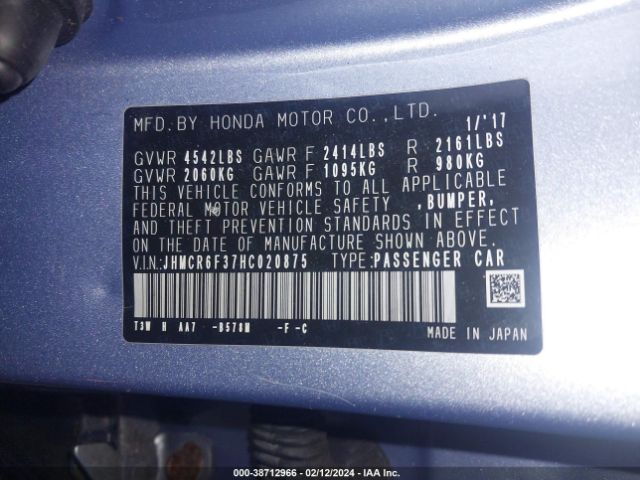 MFD.BY HONDA MOTOR CO.,LTD. 1/'17
GVWR 4542LBS GAWR F 2414LBS R 2161LBS
GVWR 2060KG GAWR F 1095KG R 980KG
THIS VEHICLE CONFORMS TO ALL APPLICABLE
FEDERAL MOTOR VEHICLE SAFETY ,BUMPER,
AND THEFT PREVENTION STANDARDS IN EFFECT
ON THE DATE OF MANUFACTURE SHOWN ABOVE.
V.I.N:JHMCR6F37HC020875 TYPE:PASSENGER CAR
T3W H AA7 -B578M -F -C
MADE IN JAPAN
000-38712966 - 02/12/2024 - IAA Inc.